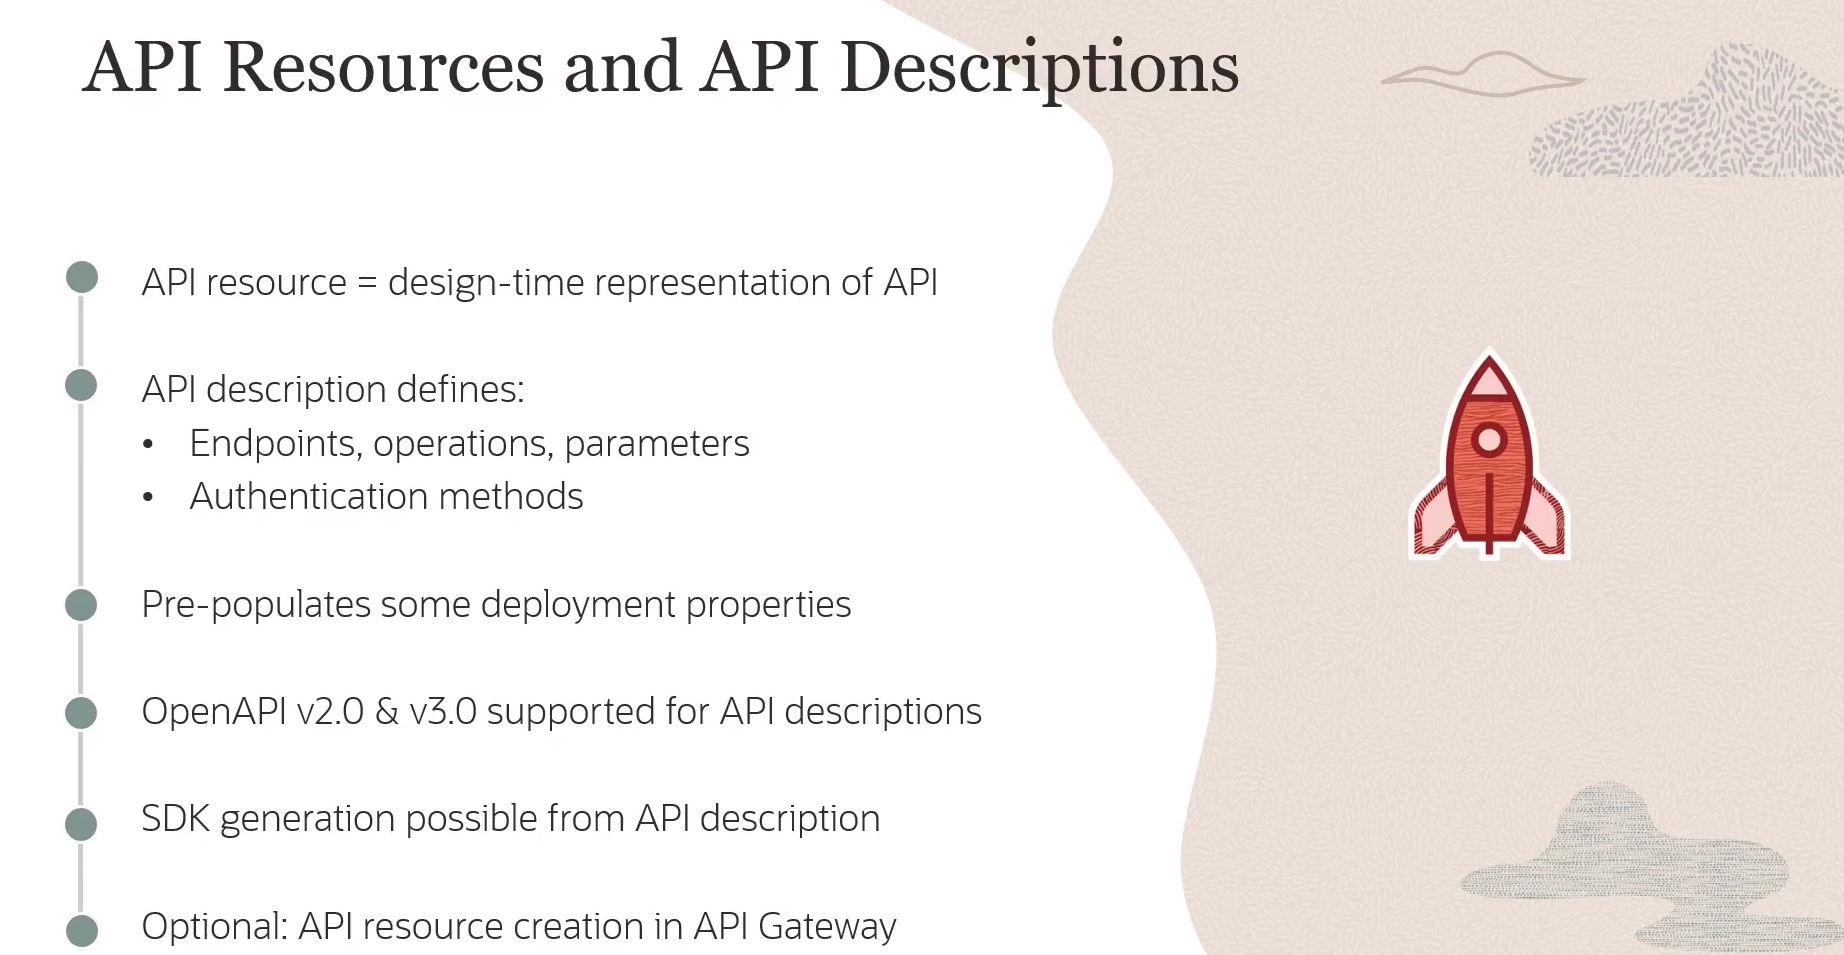 API Resources and API Descriptions
API resource = design-time representation of API
API description defines:
• Endpoints, operations, parameters
• Authentication methods
Pre-populates some deployment properties
OpenAPI v2.0 & v3.0 supported for API descriptions
SDK generation possible from API description
Optional: API resource creation in API Gateway